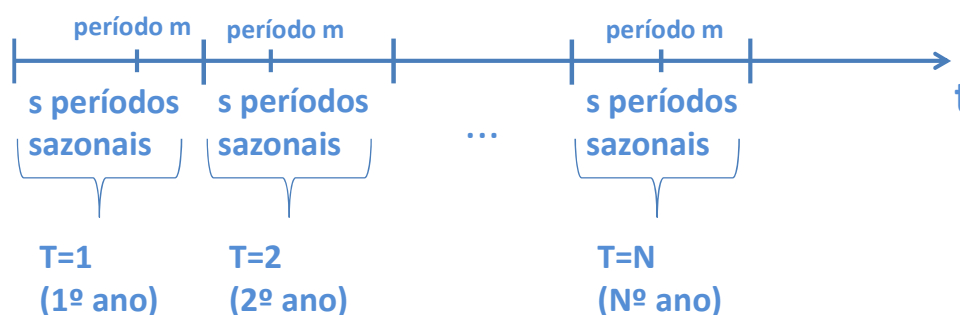 período m
período m
período m
s períodos
sazonais
s períodos
sazonais
...
s períodos
sazonais
t
T=1
(1º ano)
T=2
(2º ano)
T=N
(Nº ano)